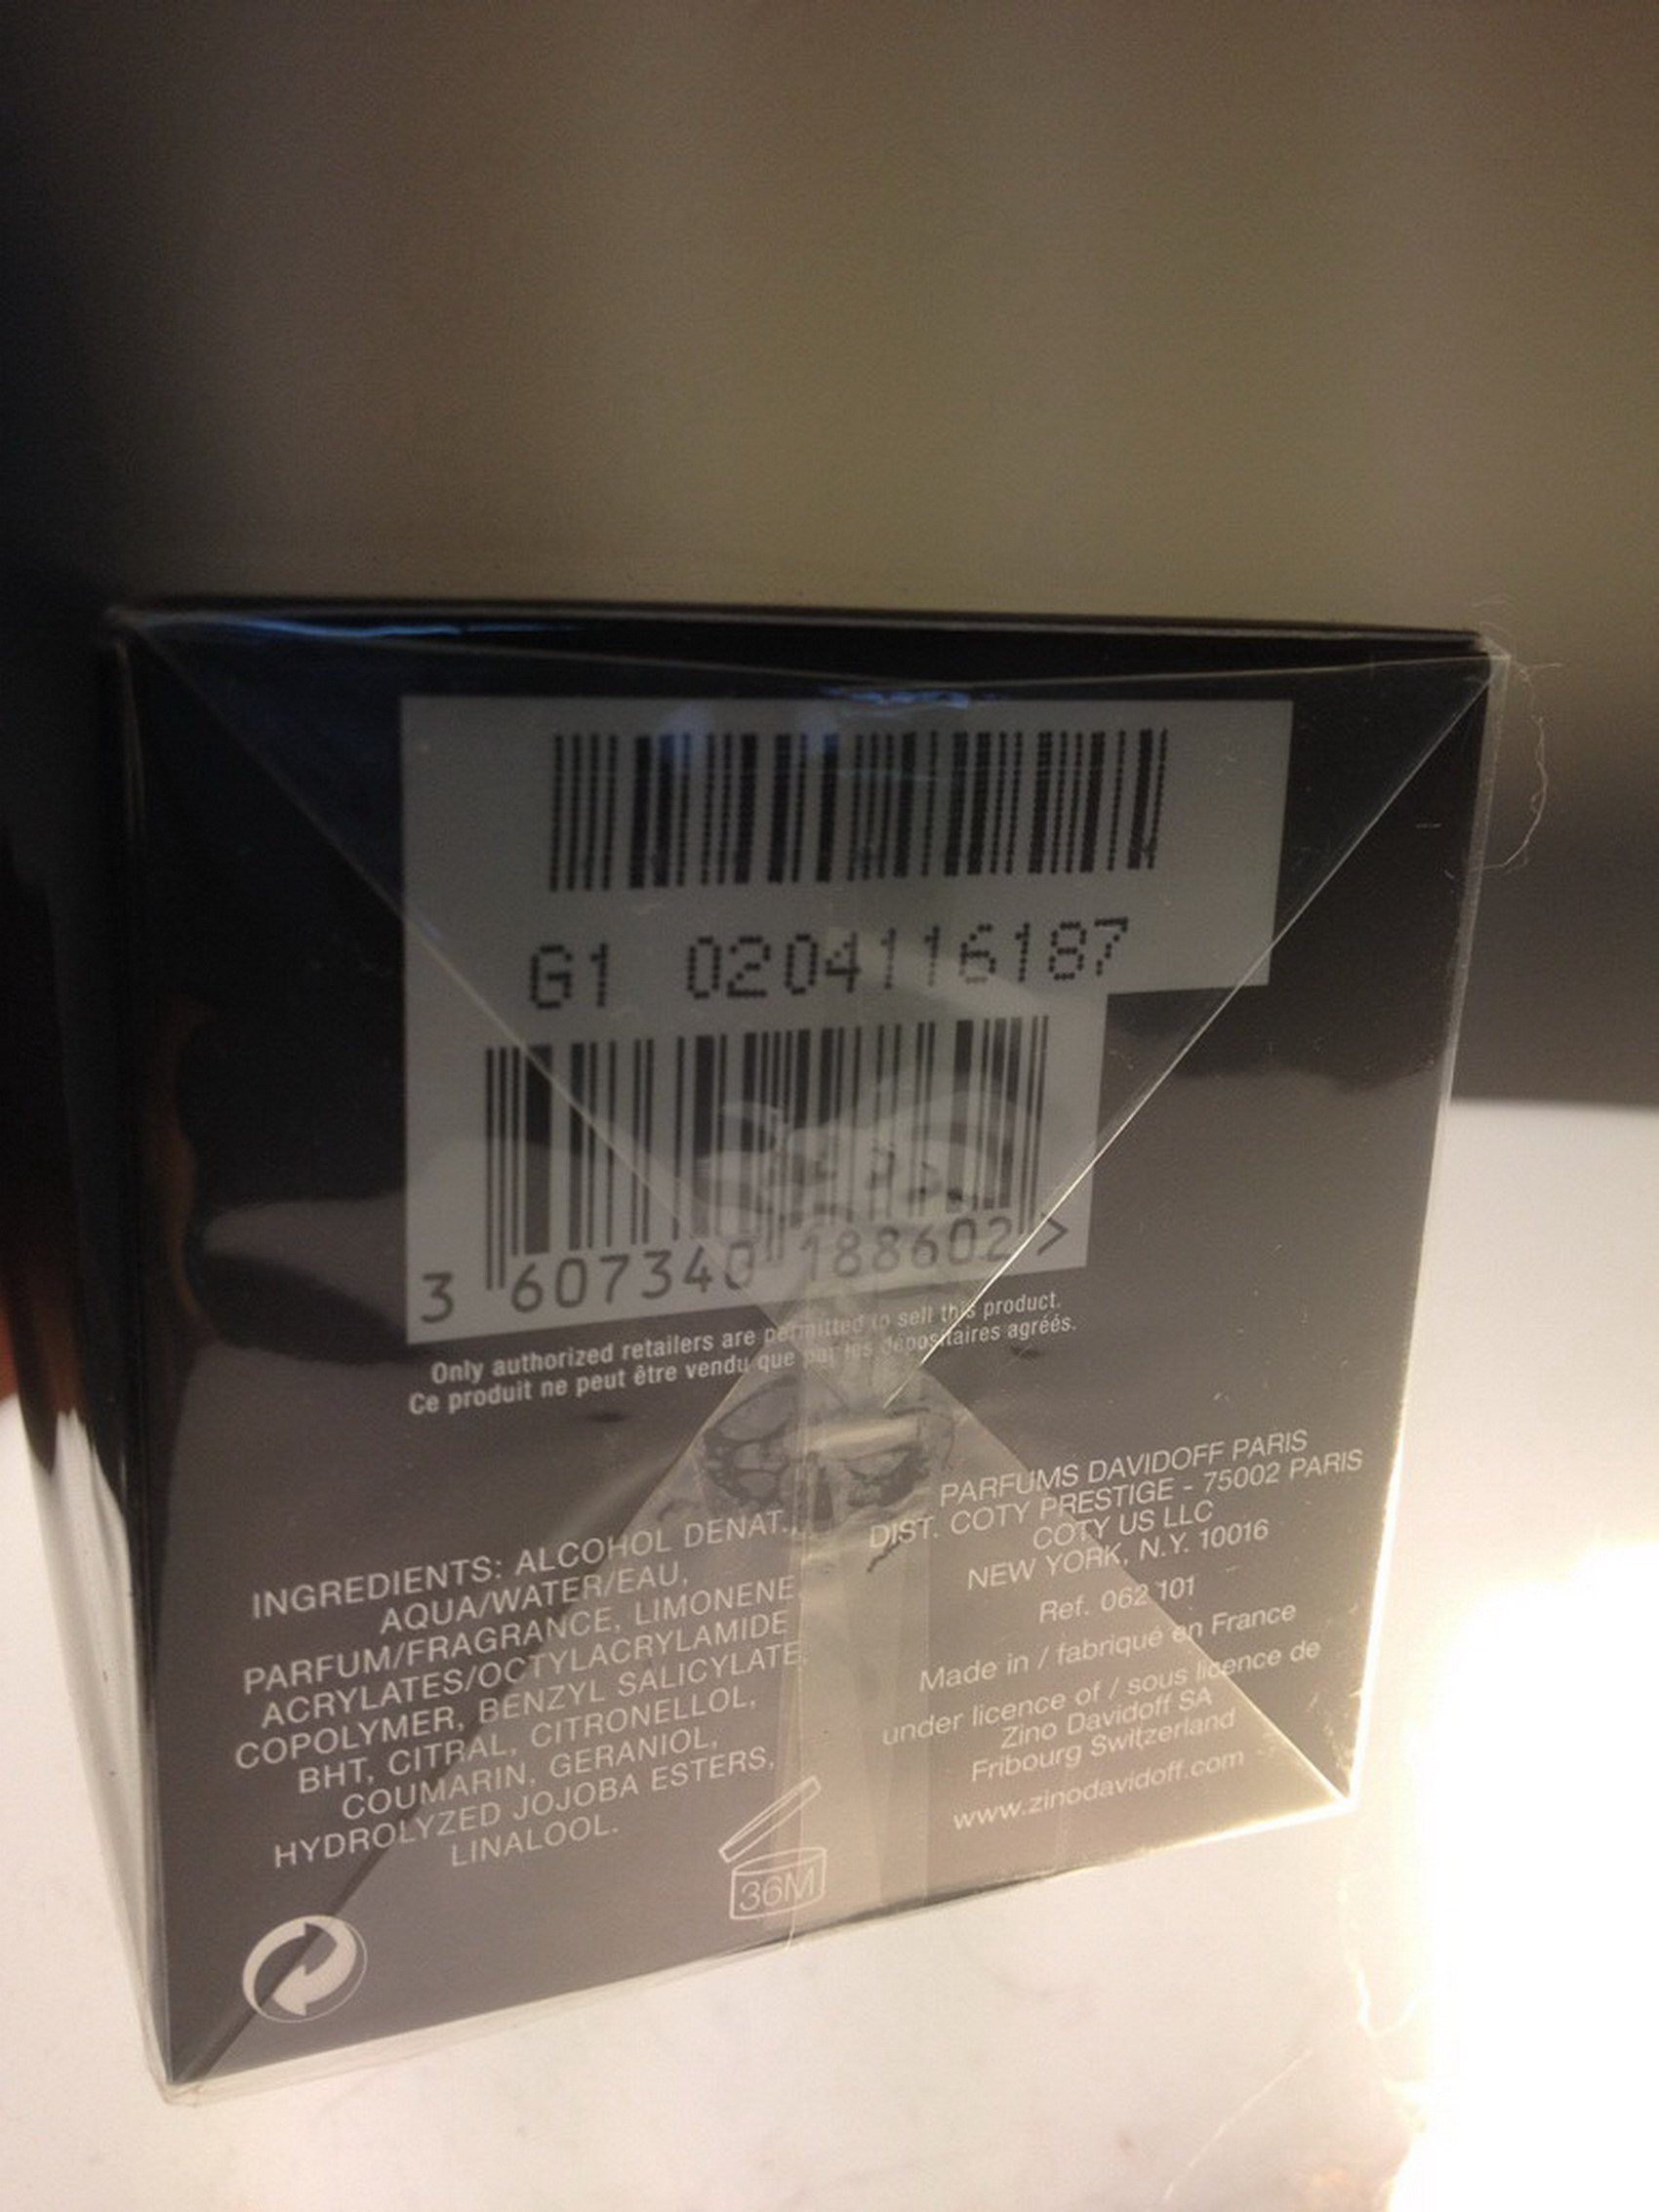 G1 0204116187
3 607340 188602 >
Only authorized retailers are permitted to sell this product.
Ce produit ne peut être vendu que par les dépositaires agréés.
INGREDIENTS: ALCOHOL DENAT.,
AQUA/WATER/EAU,
PARFUM/FRAGRANCE, LIMONENE,
ACRYLATES/OCTYLACRYLAMIDE
COPOLYMER, BENZYL SALICYLATE,
BHT, CITRAL, CITRONELLOL,
COUMARIN, GERANIOL,
HYDROLYZED JOJOBA ESTERS,
LINALOOL.
36M
PARFUMS DAVIDOFF PARIS
DIST. COTY PRESTIGE - 75002 PARIS
COTY US LLC
NEW YORK, N.Y. 10016
Ref. 062 101
Made in / fabriqué en France
under licence of / sous licence de
Zino Davidoff SA
Fribourg Switzerland
www.zinodavidoff.com